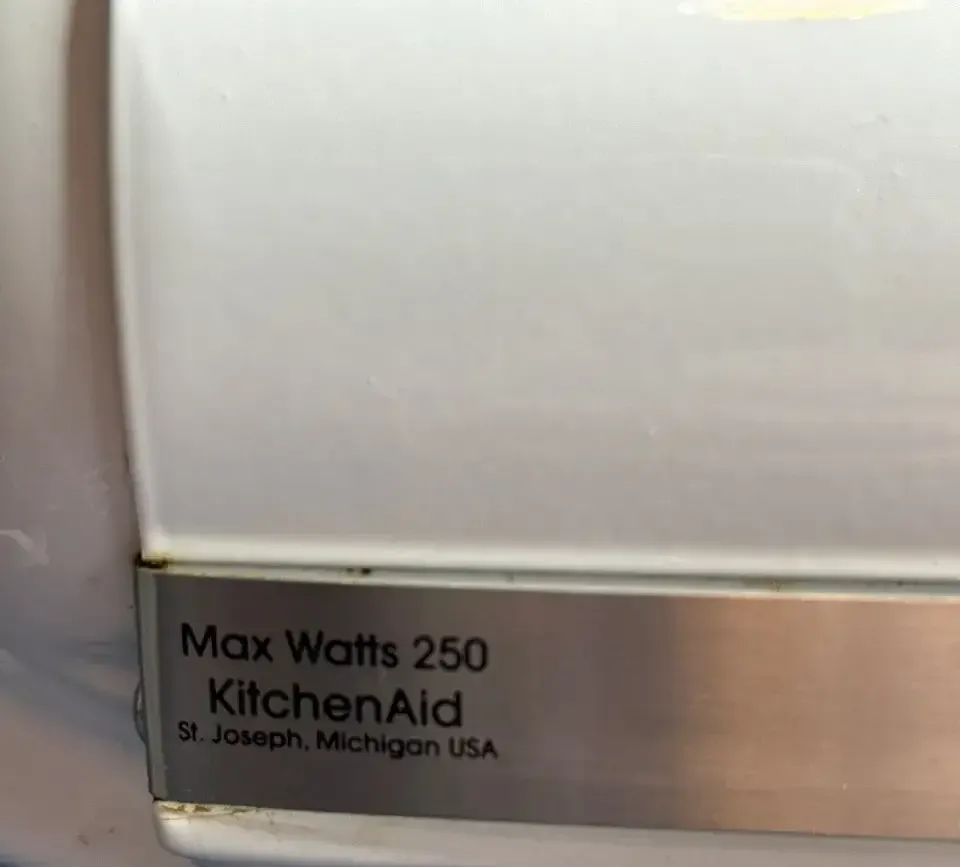 Max Watts 250
KitchenAid
St. Joseph, Michigan USA